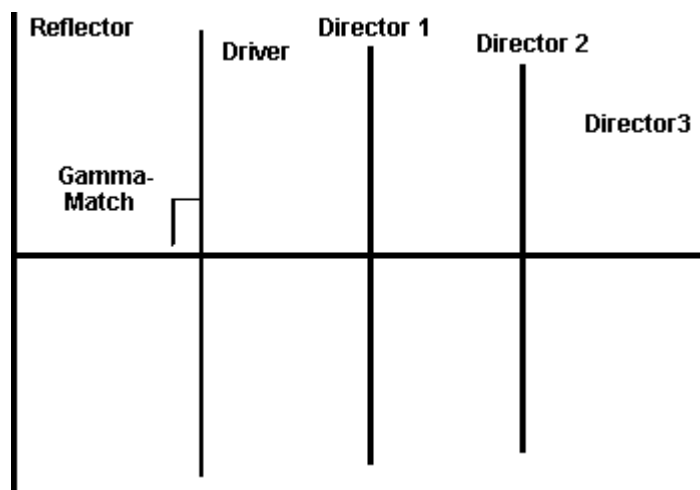 Reflector
Driver
Director 1
Director 2
Director3
Gamma-
Match